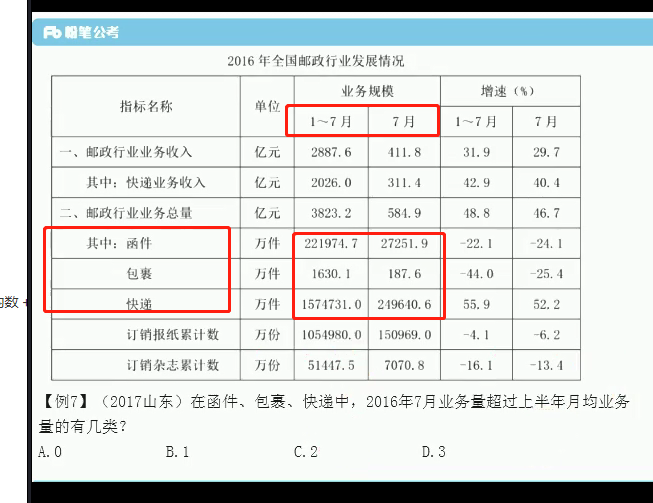 粉笔公考
2016年全国邮政行业发展情况
指标名称 单位 业务规模 增速（%）
1～7月 7月 1～7月 7月
一、邮政行业业务收入 亿元 2887.6 411.8 31.9 29.7
其中：快递业务收入 亿元 2026.0 311.4 42.9 40.4
二、邮政行业业务总量 亿元 3823.2 584.9 48.8 46.7
其中：函件 万件 221974.7 27251.9 -22.1 -24.1
包裹 万件 1630.1 187.6 -44.0 -25.4
快递 万件 1574731.0 249640.6 55.9 52.2
订销报纸累计数 万份 1054980.0 150969.0 -4.1 -6.2
订销杂志累计数 万份 51447.5 7070.8 -16.1 -13.4
【例7】（2017山东）在函件、包裹、快递中，2016年7月业务量超过上半年月均业务
量的有几类？
A.0 B.1 C.2 D.3